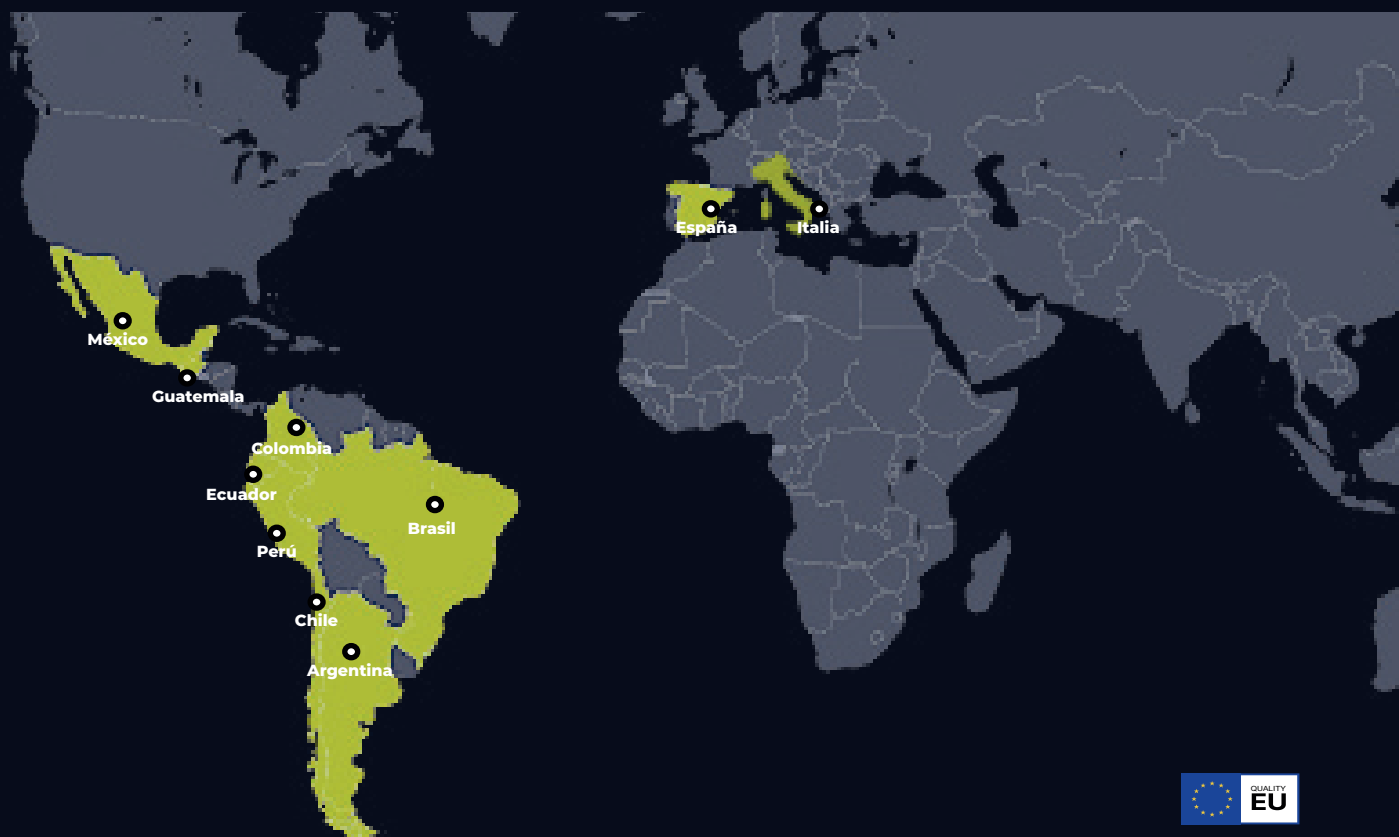 España
Italia
México
Guatemala
Colombia
Ecuador
Brasil
Perú
Chile
Argentina
QUALITY
EU